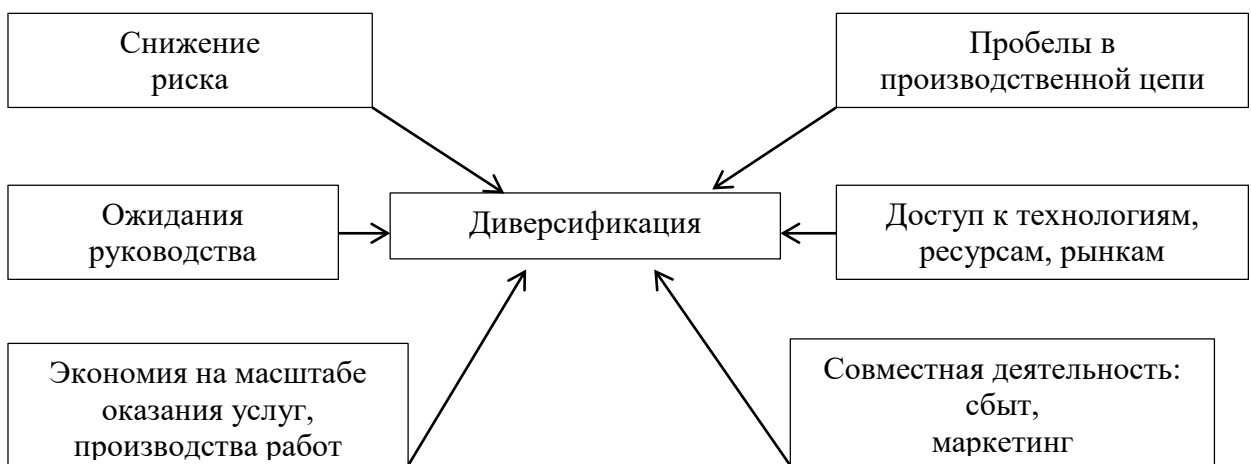 Снижение
риска
Пробелы в
производственной цепи
Ожидания
руководства
Диверсификация
Доступ к технологиям,
ресурсам, рынкам
Экономия на масштабе
оказания услуг,
производства работ
Совместная деятельность:
сбыт,
маркетинг